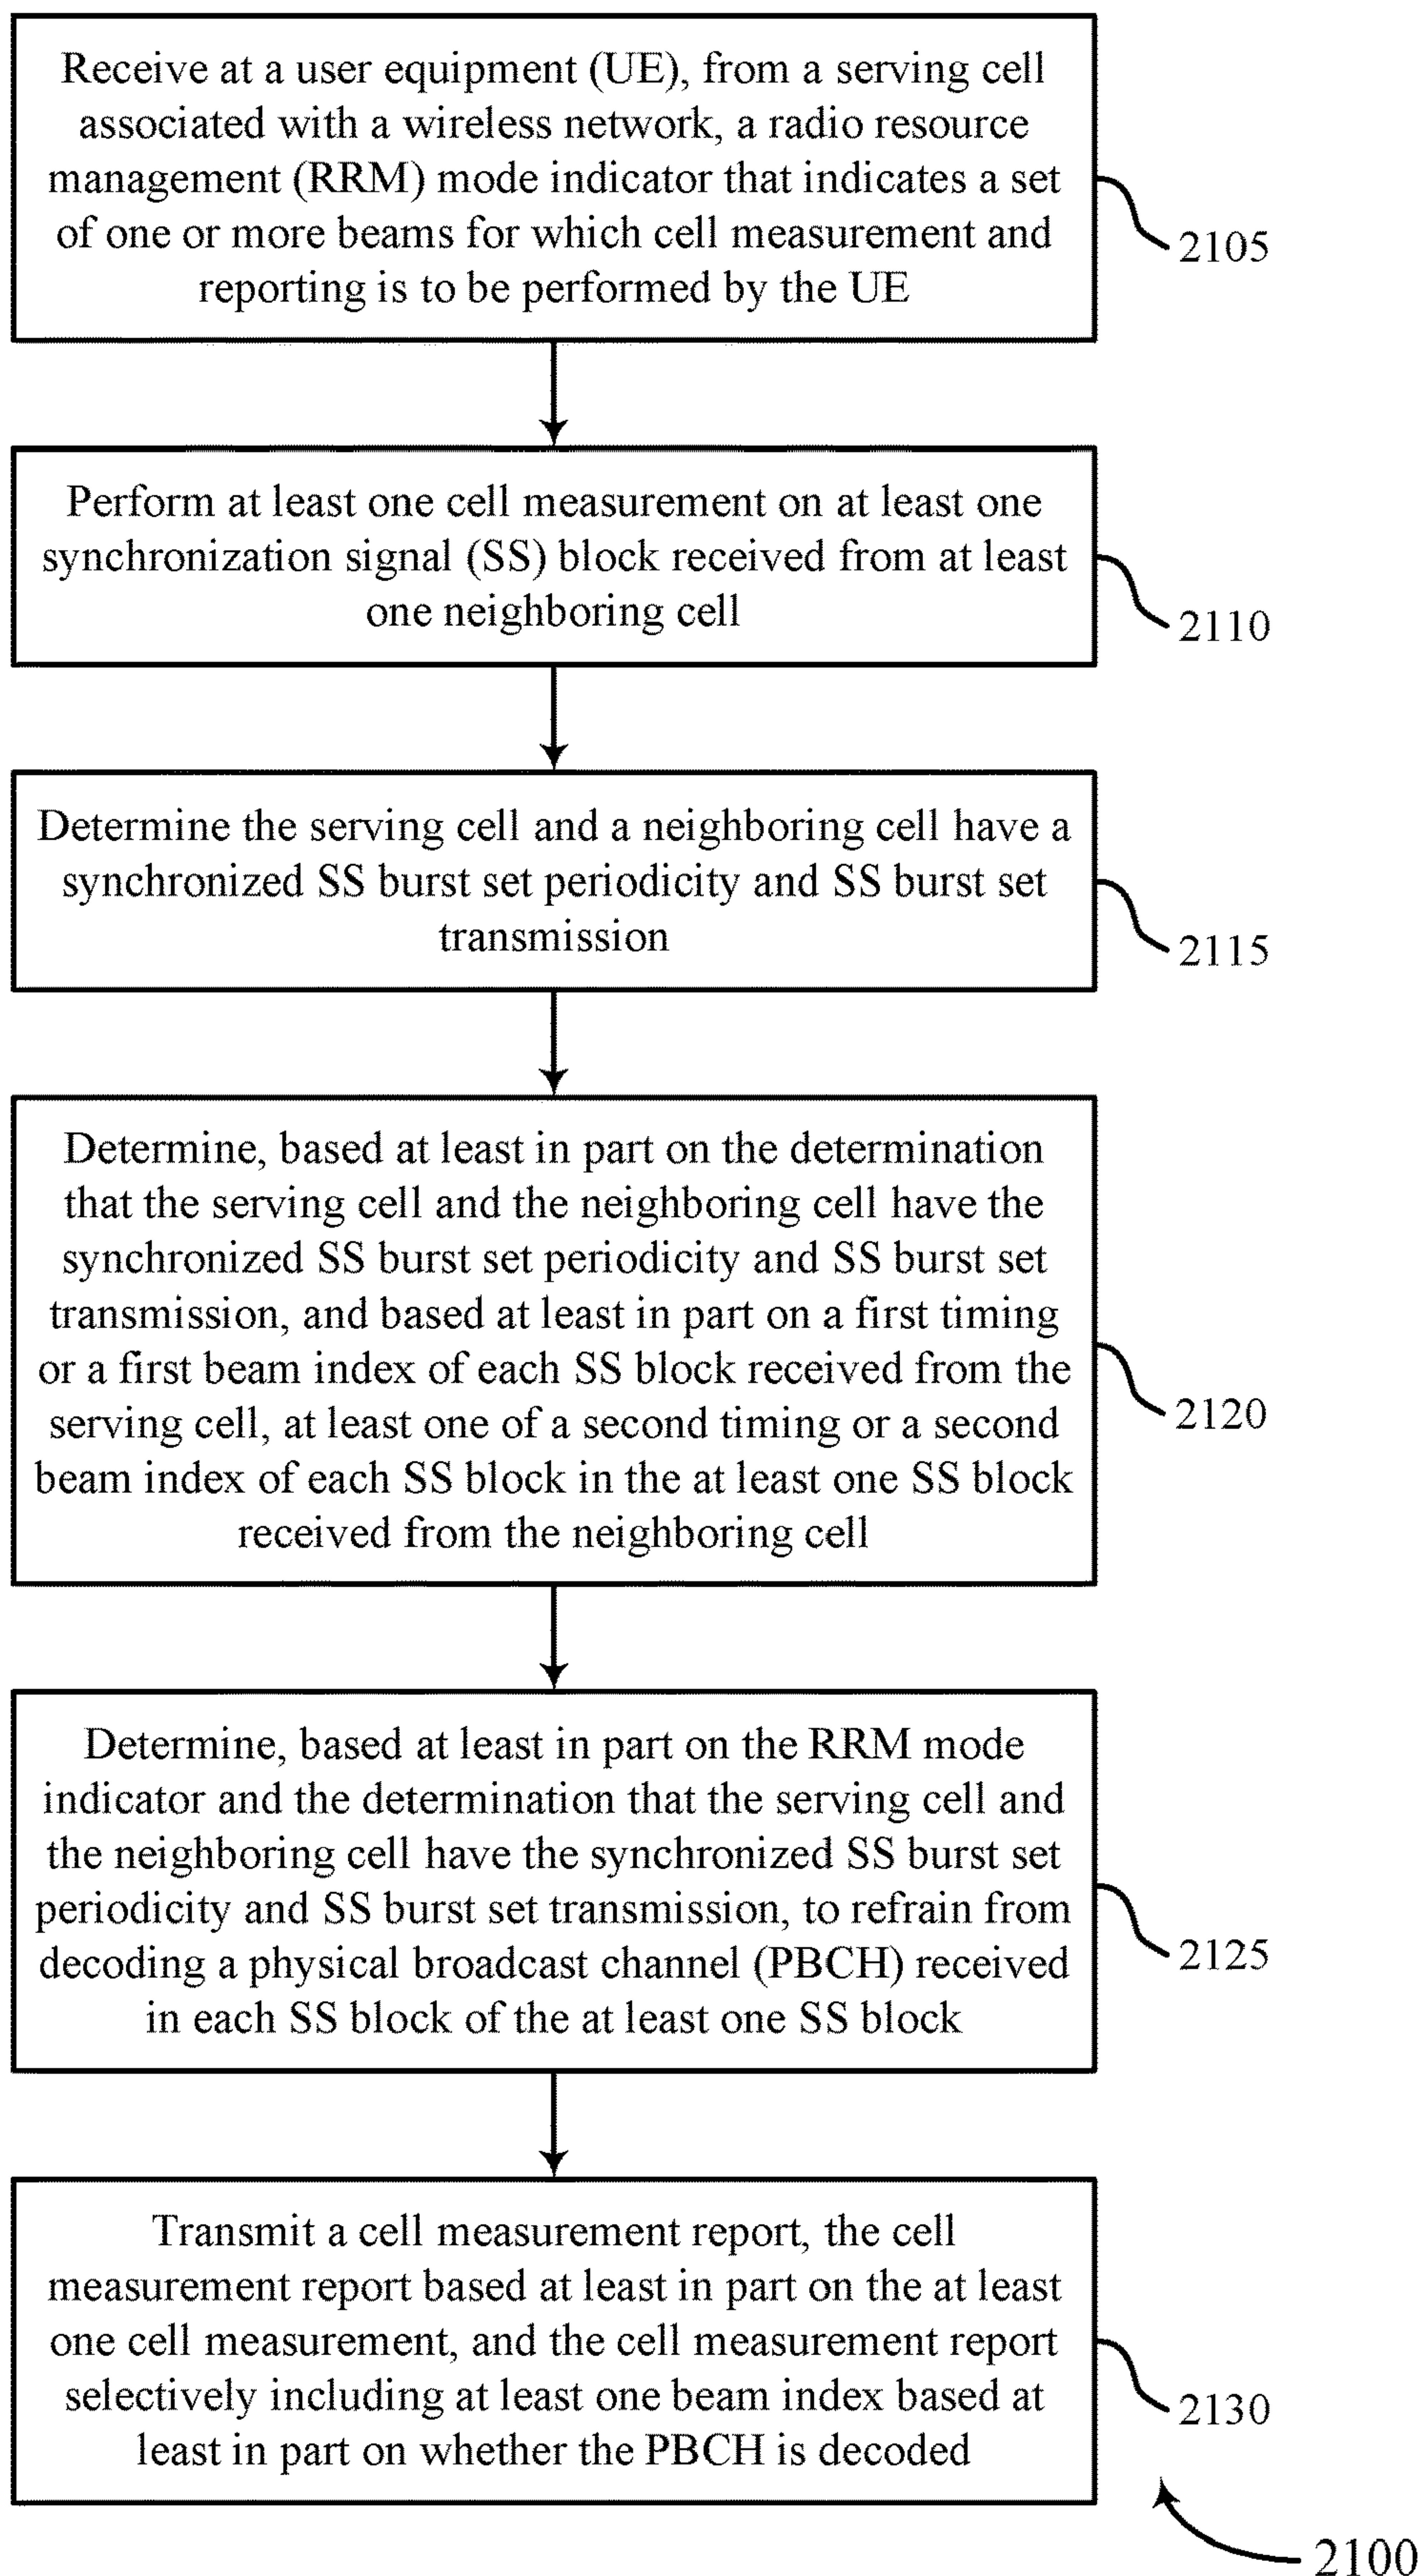 Receive at a user equipment (UE), from a serving cell
associated with a wireless network, a radio resource
management (RRM) mode indicator that indicates a set
of one or more beams for which cell measurement and
reporting is to be performed by the UE
2105
Perform at least one cell measurement on at least one
synchronization signal (SS) block received from at least
one neighboring cell
2110
Determine the serving cell and a neighboring cell have a
synchronized SS burst set periodicity and SS burst set
transmission
2115
Determine, based at least in part on the determination
that the serving cell and the neighboring cell have the
synchronized SS burst set periodicity and SS burst set
transmission, and based at least in part on a first timing
or a first beam index of each SS block received from the
serving cell, at least one of a second timing or a second
beam index of each SS block in the at least one SS block
received from the neighboring cell
2120
Determine, based at least in part on the RRM mode
indicator and the determination that the serving cell and
the neighboring cell have the synchronized SS burst set
periodicity and SS burst set transmission, to refrain from
decoding a physical broadcast channel (PBCH) received
in each SS block of the at least one SS block
2125
Transmit a cell measurement report, the cell
measurement report based at least in part on the at least
one cell measurement, and the cell measurement report
selectively including at least one beam index based at
least in part on whether the PBCH is decoded
2130
2100